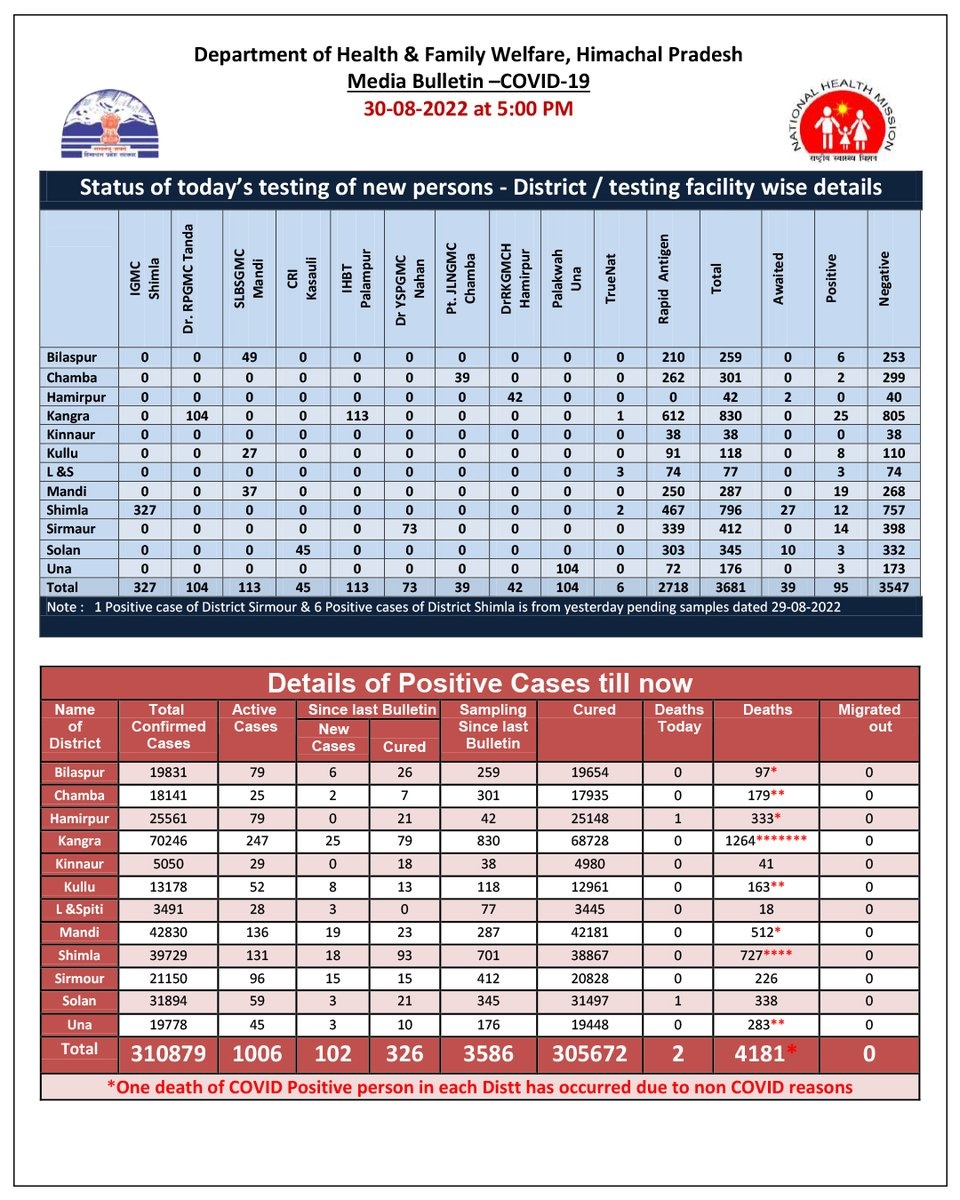 Department of Health & Family Welfare, Himachal Pradesh
Media Bulletin –COVID-19
30-08-2022 at 5:00 PM
हिमाचल प्रदेश सरकार
NATIONAL HEALTH MISSION
राष्ट्रीय स्वास्थ्य मिशन
Status of today's testing of new persons - District / testing facility wise details
IGMC Shimla Dr. RPGMC Tanda SLBSGMC Mandi CRI Kasauli IHBT Palampur Dr YSPGMC Nahan Pt. JLNGMC Chamba DrRKGMCH Hamirpur Palakwah Una TrueNat Rapid Antigen Total Awaited Positive Negative
Bilaspur 0 0 49 0 0 0 0 0 0 0 210 259 0 6 253
Chamba 0 0 0 0 0 0 39 0 0 0 262 301 0 2 299
Hamirpur 0 0 0 0 0 0 0 42 0 0 0 42 2 0 40
Kangra 0 104 0 0 113 0 0 0 0 1 612 830 0 25 805
Kinnaur 0 0 0 0 0 0 0 0 0 0 38 38 0 0 38
Kullu 0 0 27 0 0 0 0 0 0 0 91 118 0 8 110
L &S 0 0 0 0 0 0 0 0 0 3 74 77 0 3 74
Mandi 0 0 37 0 0 0 0 0 0 0 250 287 0 19 268
Shimla 327 0 0 0 0 0 0 0 0 2 467 796 27 12 757
Sirmaur 0 0 0 0 0 73 0 0 0 0 339 412 0 14 398
Solan 0 0 0 45 0 0 0 0 0 0 303 345 10 3 332
Una 0 0 0 0 0 0 0 0 104 0 72 176 0 3 173
Total 327 104 113 45 113 73 39 42 104 6 2718 3681 39 95 3547
Note : 1 Positive case of District Sirmour & 6 Positive cases of District Shimla is from yesterday pending samples dated 29-08-2022
Details of Positive Cases till now
Name of District Total Confirmed Cases Active Cases Since last Bulletin New Cases Cured Sampling Since last Bulletin Cured Deaths Today Deaths Migrated out
Bilaspur 19831 79 6 26 259 19654 0 97* 0
Chamba 18141 25 2 7 301 17935 0 179** 0
Hamirpur 25561 79 0 21 42 25148 1 333* 0
Kangra 70246 247 25 79 830 68728 0 1264******* 0
Kinnaur 5050 29 0 18 38 4980 0 41 0
Kullu 13178 52 8 13 118 12961 0 163** 0
L &Spiti 3491 28 3 0 77 3445 0 18 0
Mandi 42830 136 19 23 287 42181 0 512* 0
Shimla 39729 131 18 93 701 38867 0 727**** 0
Sirmour 21150 96 15 15 412 20828 0 226 0
Solan 31894 59 3 21 345 31497 1 338 0
Una 19778 45 3 10 176 19448 0 283** 0
Total 310879 1006 102 326 3586 305672 2 4181* 0
*One death of COVID Positive person in each Distt has occurred due to non COVID reasons